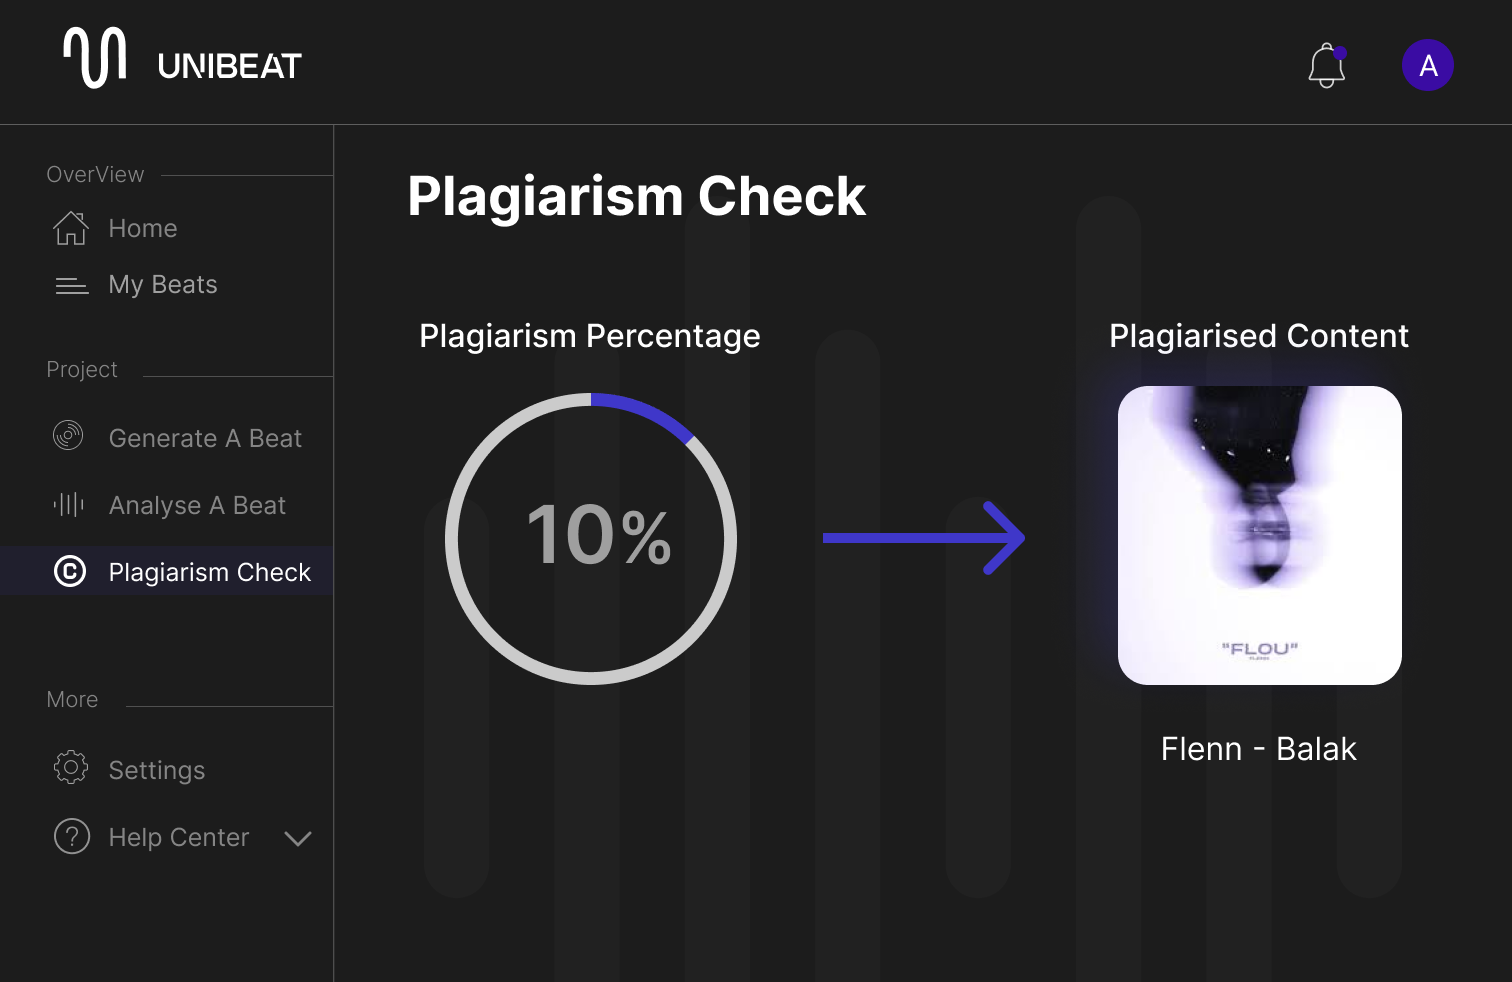 UNIBEAT
A
OverView
Home
My Beats
Project
Generate A Beat
Analyse A Beat
Plagiarism Check
More
Settings
Help Center
Plagiarism Check
Plagiarism Percentage
10%
Plagiarised Content
"FLOU"
Flenn - Balak